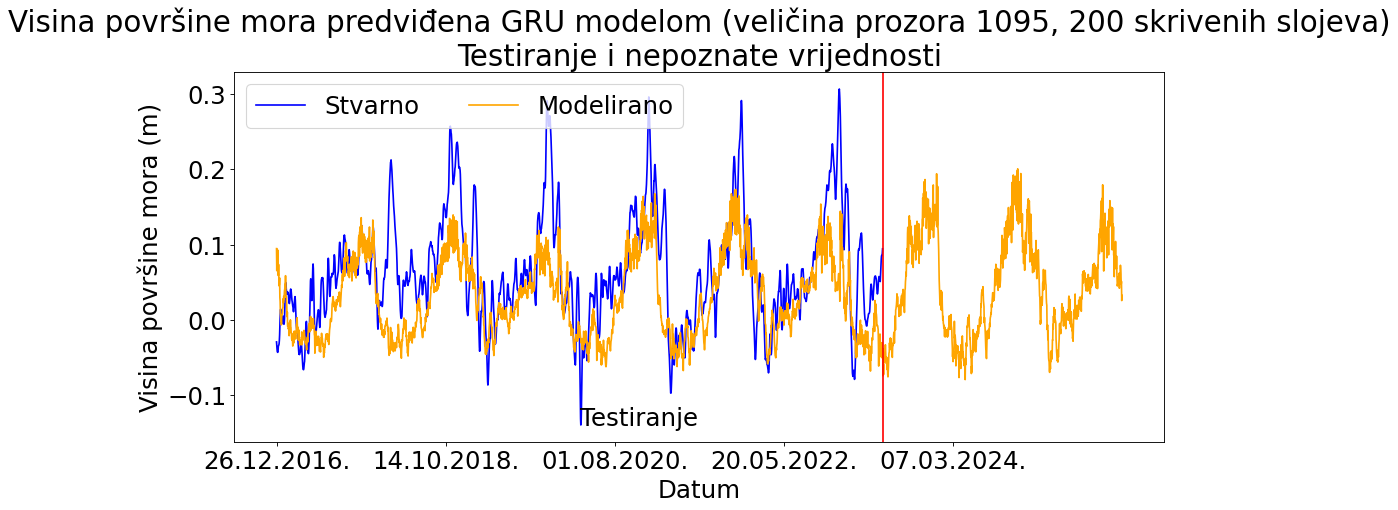 Visina površine mora predviđena GRU modelom (veličina prozora 1095, 200 skrivenih slojeva)
Testiranje i nepoznate vrijednosti
Stvarno Modelirano
Visina površine mora (m)
0.3
0.2
0.1
0.0
−0.1
Testiranje
26.12.2016. 14.10.2018. 01.08.2020. 20.05.2022. 07.03.2024.
Datum